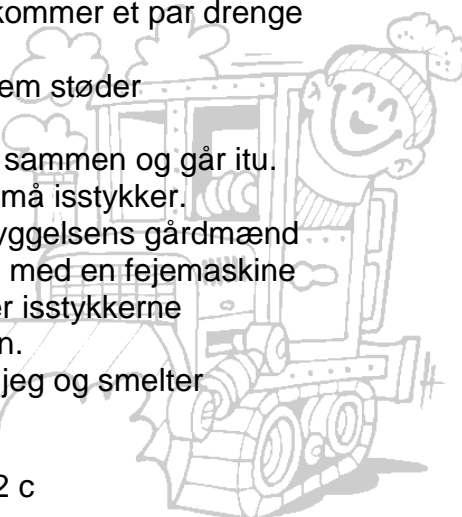 kommer et par drenge
em støder
sammen og går itu.
må isstykker.
yggelsens gårdmænd
med en fejemaskine
er isstykkerne
n.
jeg og smelter
2 c